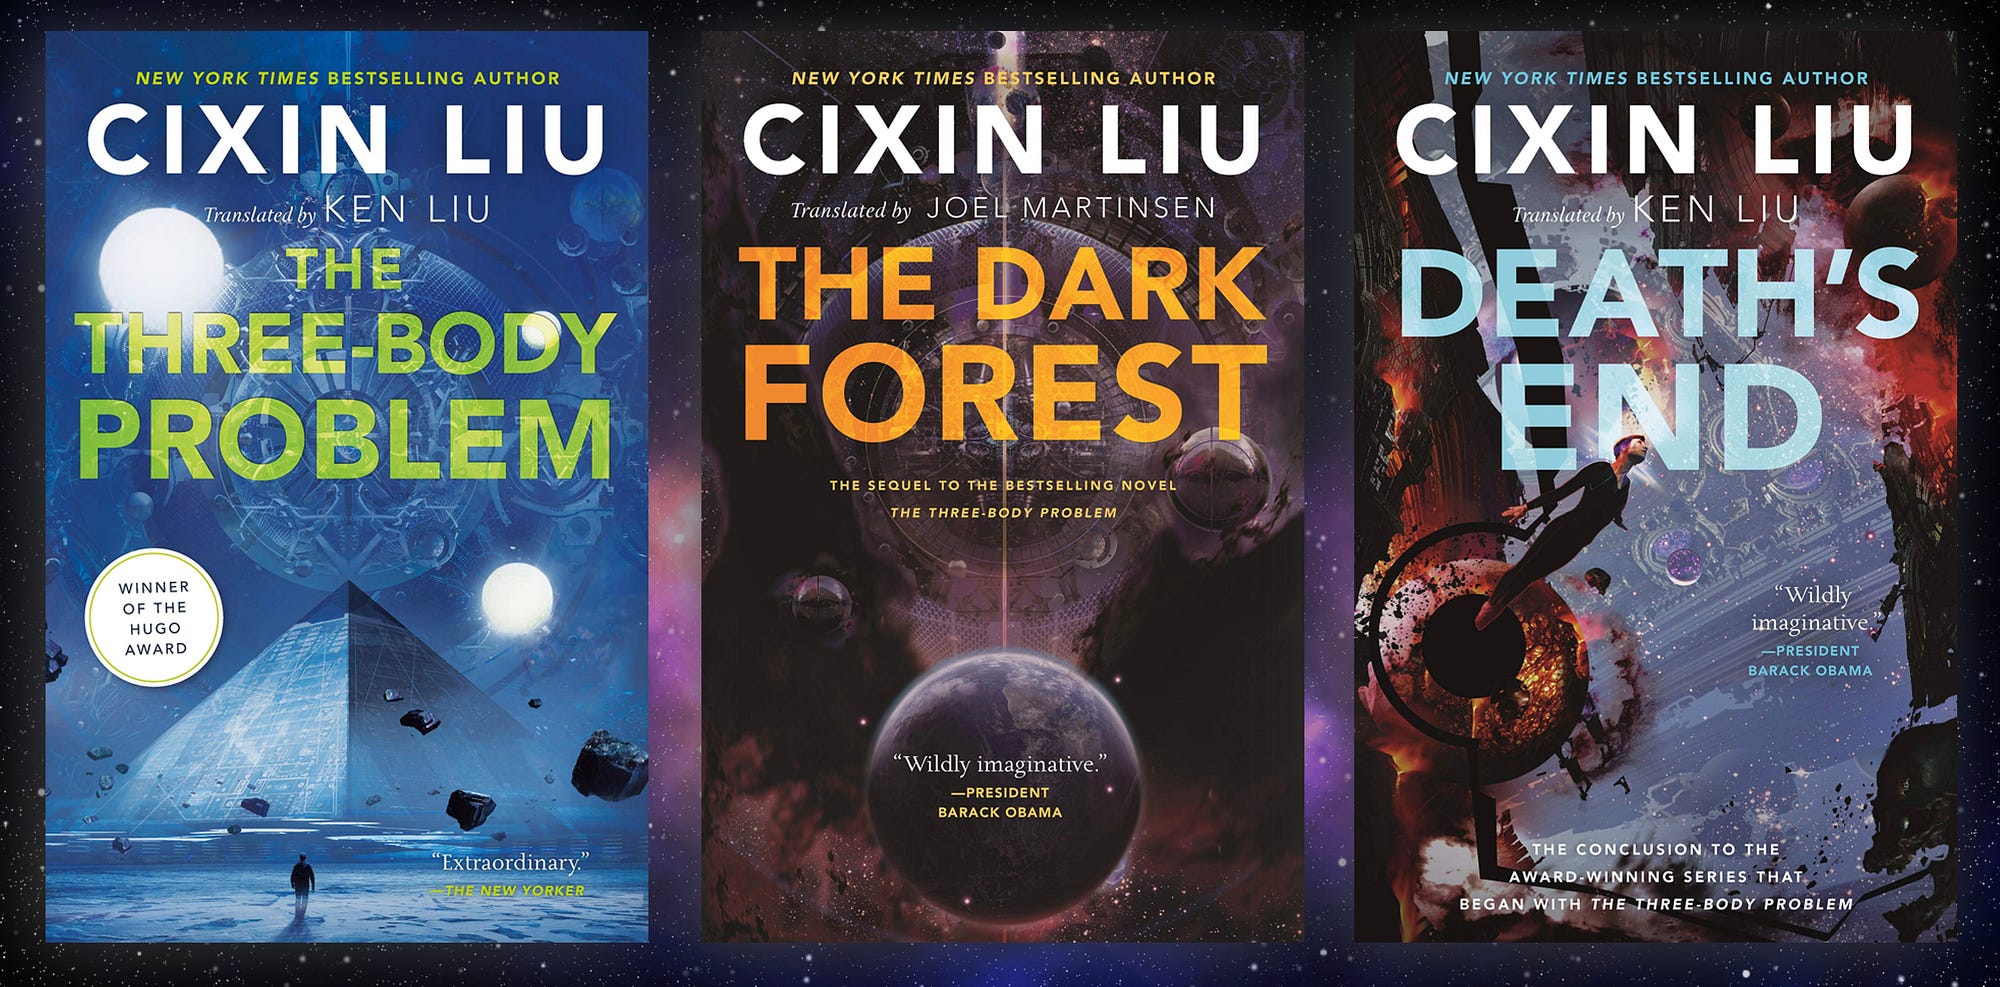 NEW YORK TIMES BESTSELLING AUTHOR
CIXIN LIU
Translated by KEN LIU
THE
THREE-BODY
PROBLEM
WINNER
OF THE
HUGO
AWARD
“Extraordinary.”
—THE NEW YORKER
NEW YORK TIMES BESTSELLING AUTHOR
CIXIN LIU
Translated by JOEL MARTINSEN
THE DARK
FOREST
THE SEQUEL TO THE BESTSELLING NOVEL
THE THREE-BODY PROBLEM
“Wildly imaginative.”
—PRESIDENT
BARACK OBAMA
NEW YORK TIMES BESTSELLING AUTHOR
CIXIN LIU
Translated by KEN LIU
DEATH’S
END
“Wildly
imaginative.”
—PRESIDENT
BARACK OBAMA
THE CONCLUSION TO THE
AWARD-WINNING SERIES THAT
BEGAN WITH THE THREE-BODY PROBLEM